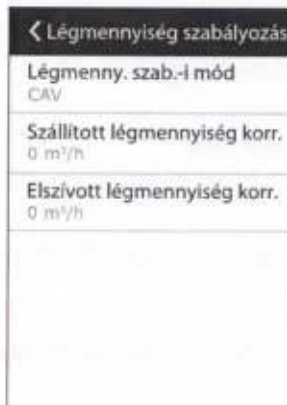 Légmennyiség szabályozás
Légmenny. szab.-i mód
CAV
Szállított légmennyiség korr.
0 m³/h
Elszívott légmennyiség korr.
0 m³/h